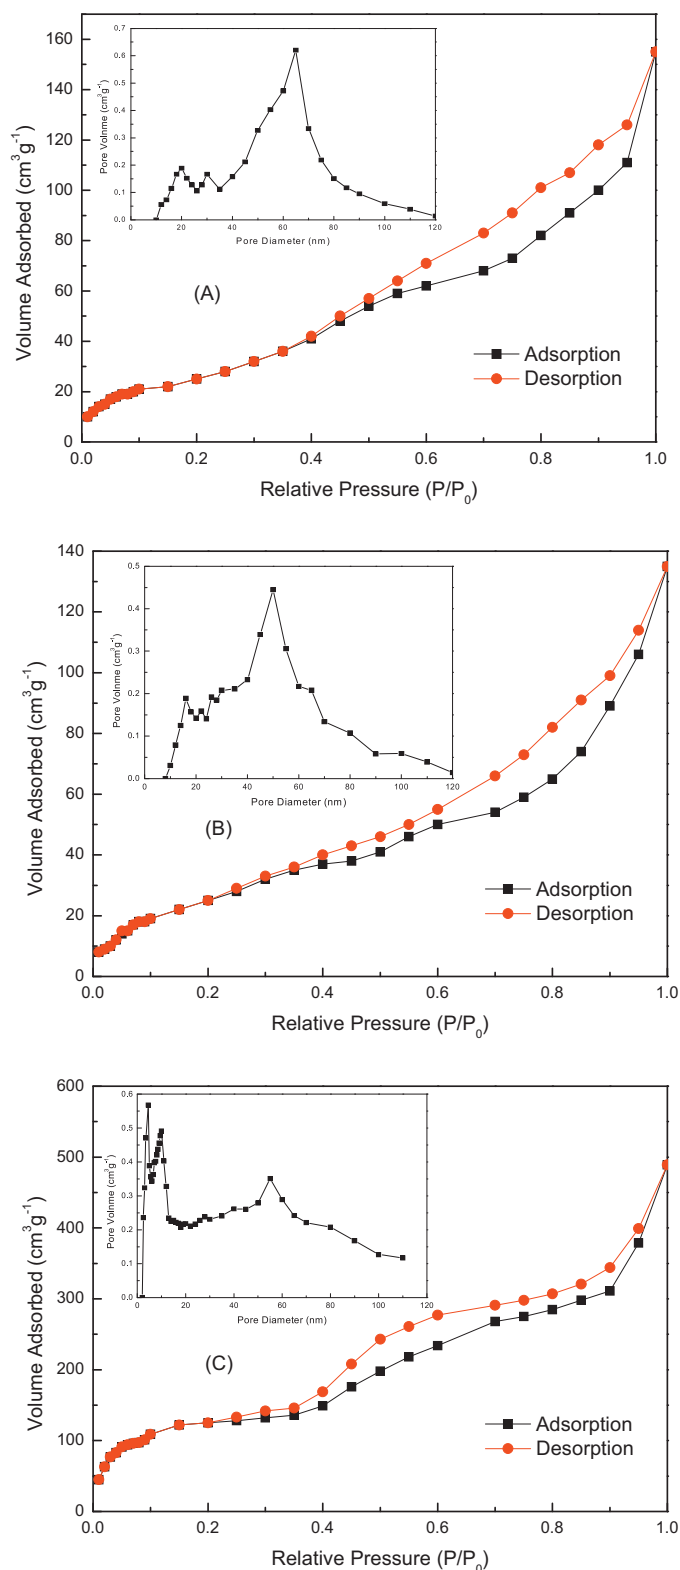 160
140
120
100
80
60
40
20
0
Volume Adsorbed (cm³g⁻¹)
0.7
0.6
0.5
0.4
0.3
0.2
0.1
0.0
Pore Volnme (cm³g⁻¹)
0 20 40 60 80 100 120
Pore Diameter (nm)
(A)
Adsorption
Desorption
0.0 0.2 0.4 0.6 0.8 1.0
Relative Pressure (P/P₀)
140
120
100
80
60
40
20
0
Volume Adsorbed (cm³g⁻¹)
0.5
0.4
0.3
0.2
0.1
0.0
Pore Volnme (cm³g⁻¹)
0 20 40 60 80 100 120
Pore Diameter (nm)
(B)
Adsorption
Desorption
0.0 0.2 0.4 0.6 0.8 1.0
Relative Pressure (P/P₀)
600
500
400
300
200
100
0
Volume Adsorbed (cm³g⁻¹)
0.6
0.5
0.4
0.3
0.2
0.1
0.0
Pore Volnme (cm³g⁻¹)
0 20 40 60 80 100 120
Pore Diameter (nm)
(C)
Adsorption
Desorption
0.0 0.2 0.4 0.6 0.8 1.0
Relative Pressure (P/P₀)